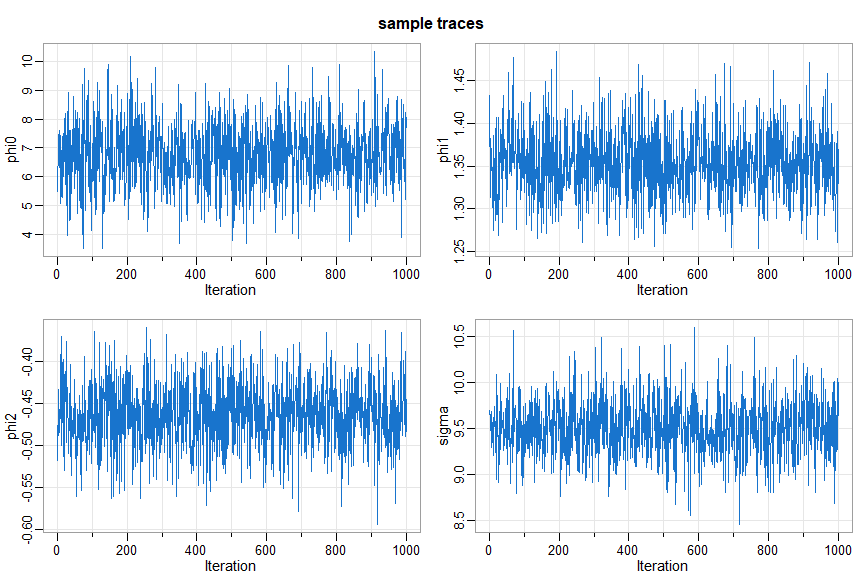 sample traces
phi0
4 5 6 7 8 9 10
0 200 400 600 800 1000
Iteration
phi1
1.25 1.30 1.35 1.40 1.45
0 200 400 600 800 1000
Iteration
phi2
-0.60 -0.55 -0.50 -0.45 -0.40
0 200 400 600 800 1000
Iteration
sigma
8.5 9.0 9.5 10.0 10.5
0 200 400 600 800 1000
Iteration